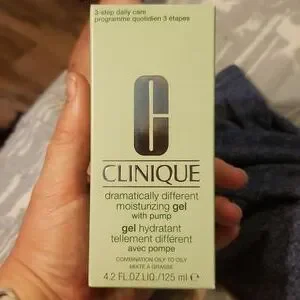 3-step daily care
programme quotidien 3 étapes
C
CLINIQUE
dramatically different
moisturizing gel
with pump
gel hydratant
tellement différent
avec pompe
COMBINATION OILY TO OILY
MIXTE À GRASSE
4.2 FL.OZ.LIQ./125 ml ℮